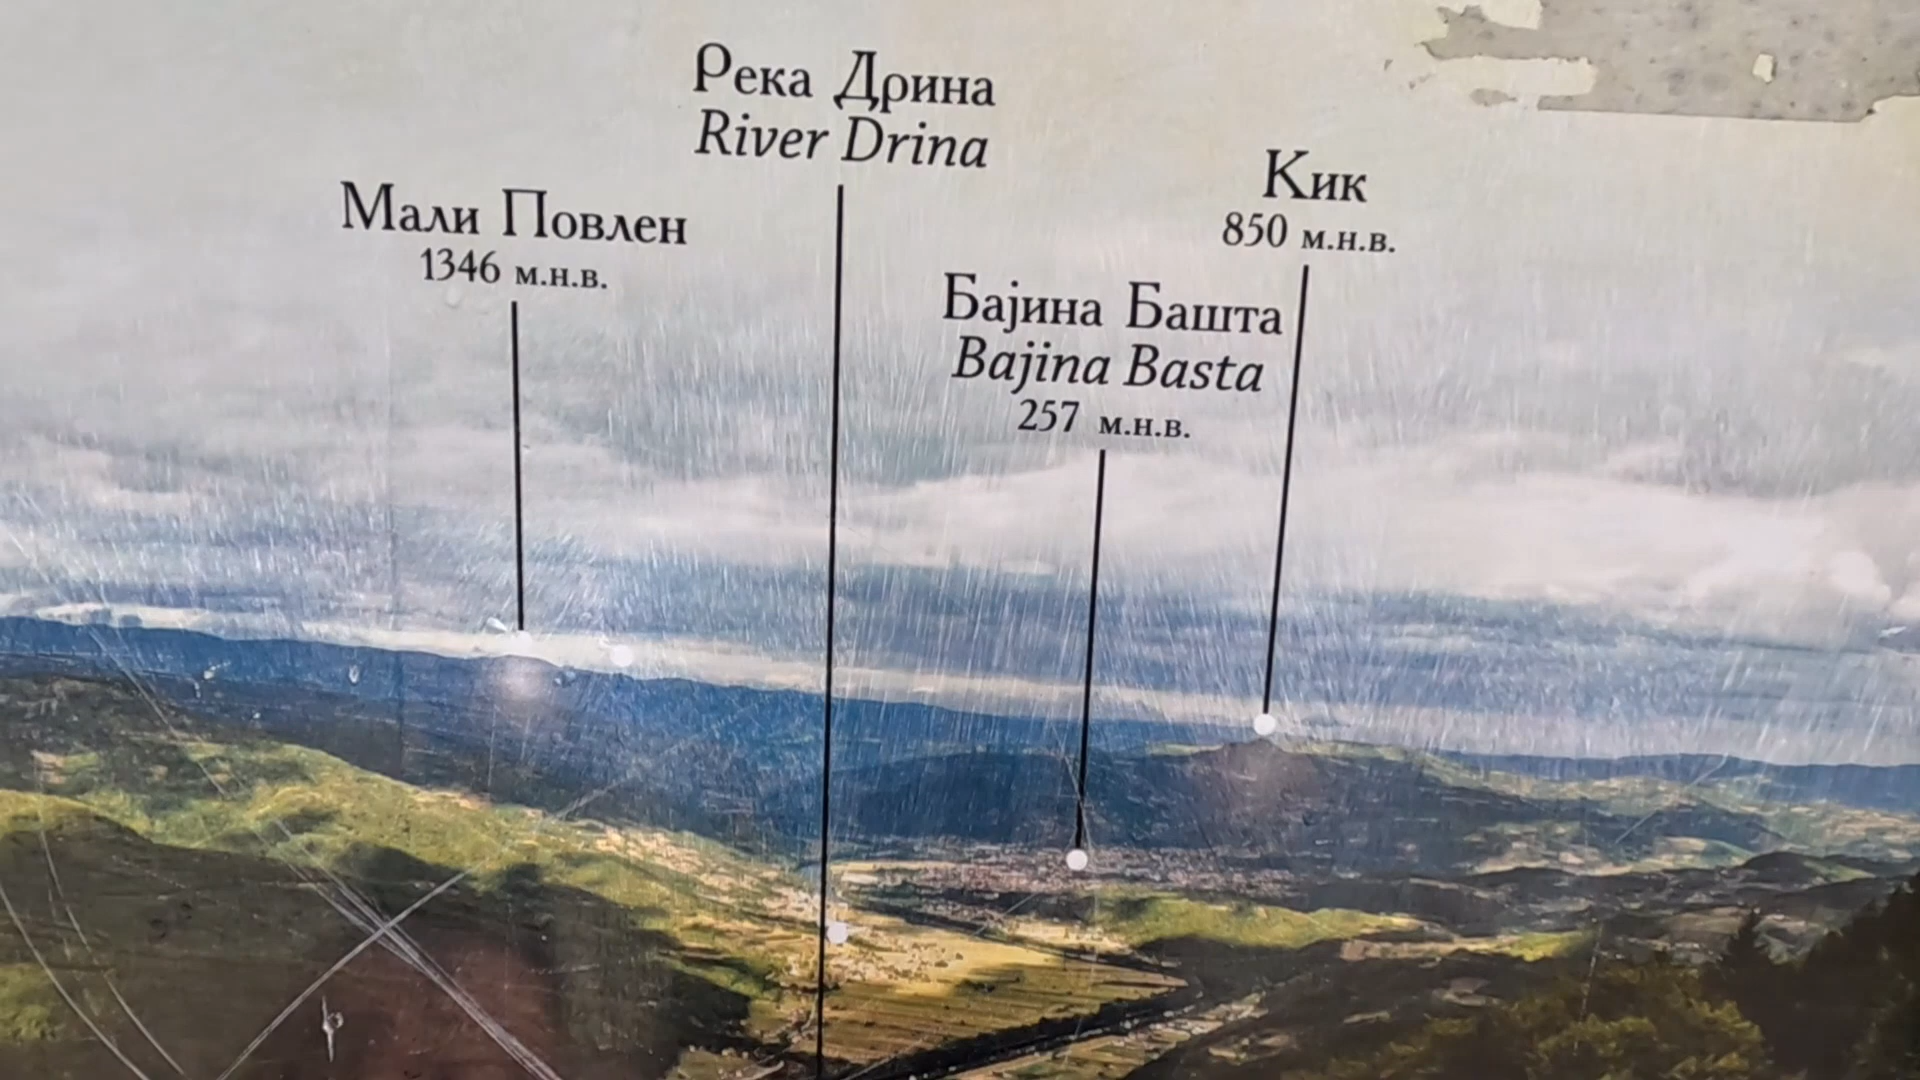 Река Дрина
River Drina
Мали Повлен
1346 м.н.в.
Кик
850 м.н.в.
Бајина Башта
Bajina Basta
257 м.н.в.